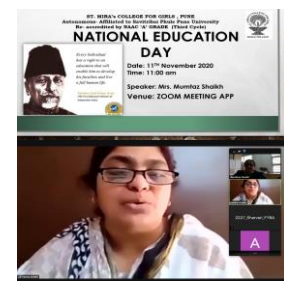 ST. MIRA's COLLEGE FOR GIRLS, PUNE
Autonomous- Affiliated to Savitribai Phule Pune University
Re- accredited by NAAC 'A' GRADE (Third Cycle)
NATIONAL EDUCATION
DAY
Every individual
has a right to an
education that will
enable him to develop
his faculties and live
a full human life.
Date: 11TH November 2020
Time: 11:00 am
Speaker: Mrs. Mumtaz Shaikh
Venue: ZOOM MEETING APP
A